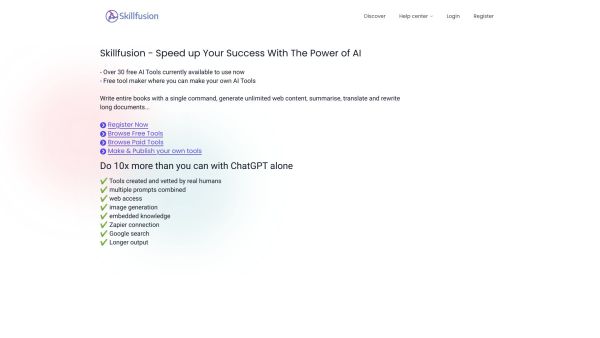 Skillfusion
Discover
Help center
Login
Register
Skillfusion - Speed up Your Success With The Power of AI
- Over 30 free AI Tools currently available to use now
- Free tool maker where you can make your own AI Tools
Write entire books with a single command, generate unlimited web content, summarise, translate and rewrite
long documents...
Register Now
Browse Free Tools
Browse Paid Tools
Make & Publish your own tools
Do 10x more than you can with ChatGPT alone
✅ Tools created and vetted by real humans
✅ multiple prompts combined
✅ web access
✅ image generation
✅ embedded knowledge
✅ Zapier connection
✅ Google search
✅ Longer output